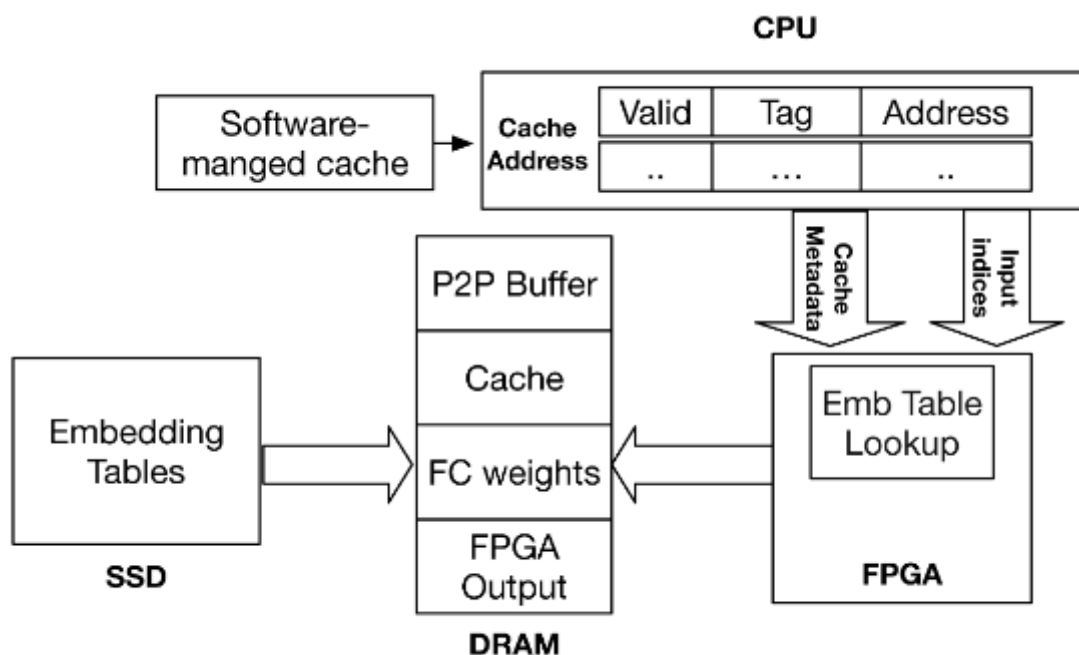 CPU
Software-
manged cache
Cache
Address
Valid Tag Address
.. ... ..
Cache
Metadata
Input
indices
P2P Buffer
Cache
FC weights
FPGA
Output
DRAM
Embedding
Tables
SSD
Emb Table
Lookup
FPGA